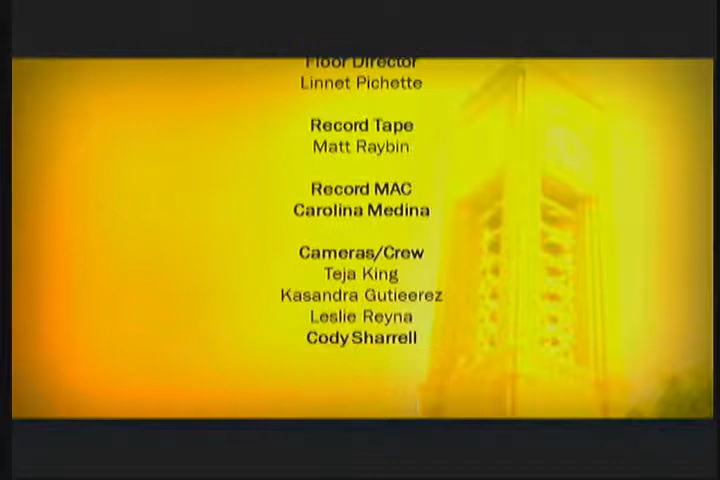 Floor Director
Linnet Pichette
Record Tape
Matt Raybin
Record MAC
Carolina Medina
Cameras/Crew
Teja King
Kasandra Gutieerez
Leslie Reyna
Cody Sharrell